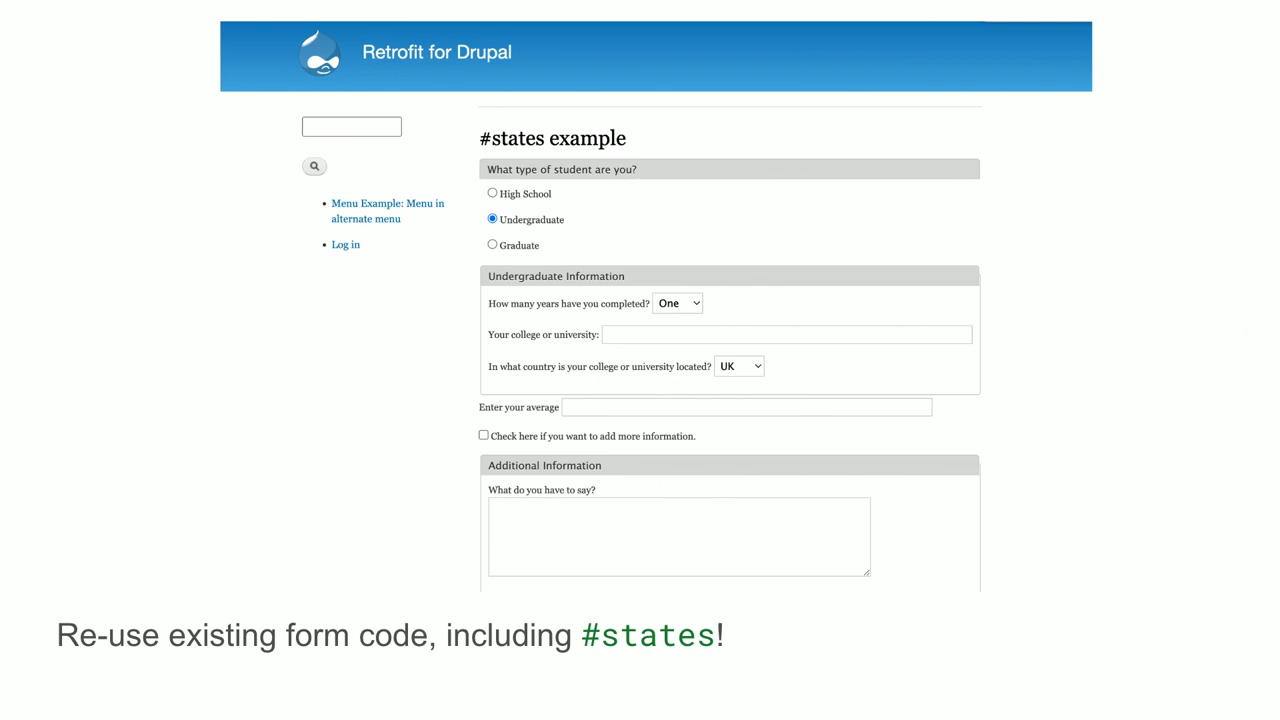 Retrofit for Drupal
#states example
What type of student are you?
High School
Undergraduate
Graduate
Menu Example: Menu in
alternate menu
Log in
Undergraduate Information
How many years have you completed? One
Your college or university:
In what country is your college or university located? UK
Enter your average
Check here if you want to add more information.
Additional Information
What do you have to say?
Re-use existing form code, including #states!